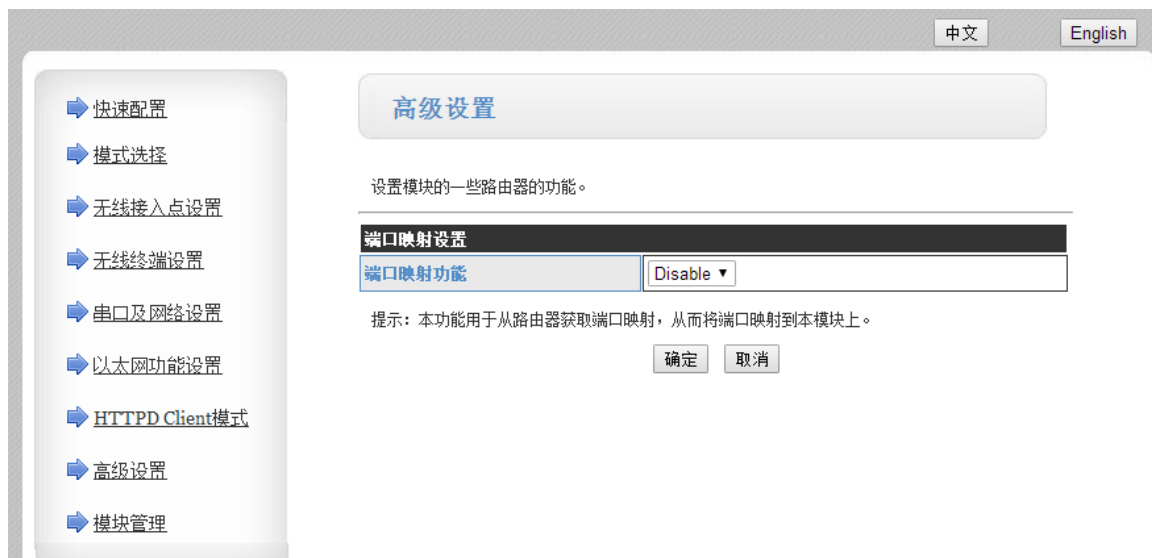 中文 English
快速配置
模式选择
无线接入点设置
无线终端设置
串口及网络设置
以太网功能设置
HTTPD Client模式
高级设置
模块管理
高级设置
设置模块的一些路由器的功能。
端口映射设置
端口映射功能 Disable
提示：本功能用于从路由器获取端口映射，从而将端口映射到本模块上。
确定 取消